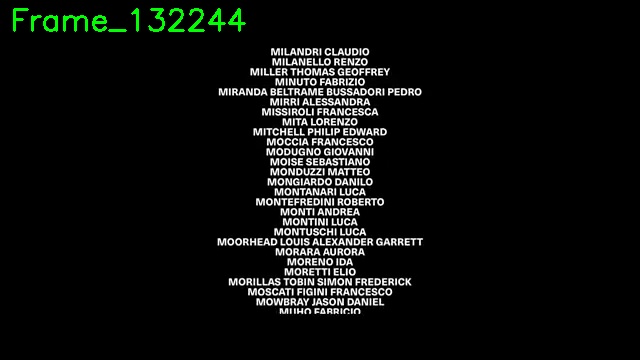 Frame_132244
MILANDRI CLAUDIO
MILANELLO RENZO
MILLER THOMAS GEOFFREY
MINUTO FABRIZIO
MIRANDA BELTRAME BUSSADORI PEDRO
MIRRI ALESSANDRA
MISSIROLI FRANCESCA
MITA LORENZO
MITCHELL PHILIP EDWARD
MOCCIA FRANCESCO
MODUGNO GIOVANNI
MOISE SEBASTIANO
MONDUZZI MATTEO
MONGIARDO DANILO
MONTANARI LUCA
MONTEFREDINI ROBERTO
MONTI ANDREA
MONTINI LUCA
MONTUSCHI LUCA
MOORHEAD LOUIS ALEXANDER GARRETT
MORARA AURORA
MORENO IDA
MORETTI ELIO
MORILLAS TOBIN SIMON FREDERICK
MOSCATI FIGINI FRANCESCO
MOWBRAY JASON DANIEL
MUHO FABRICIO